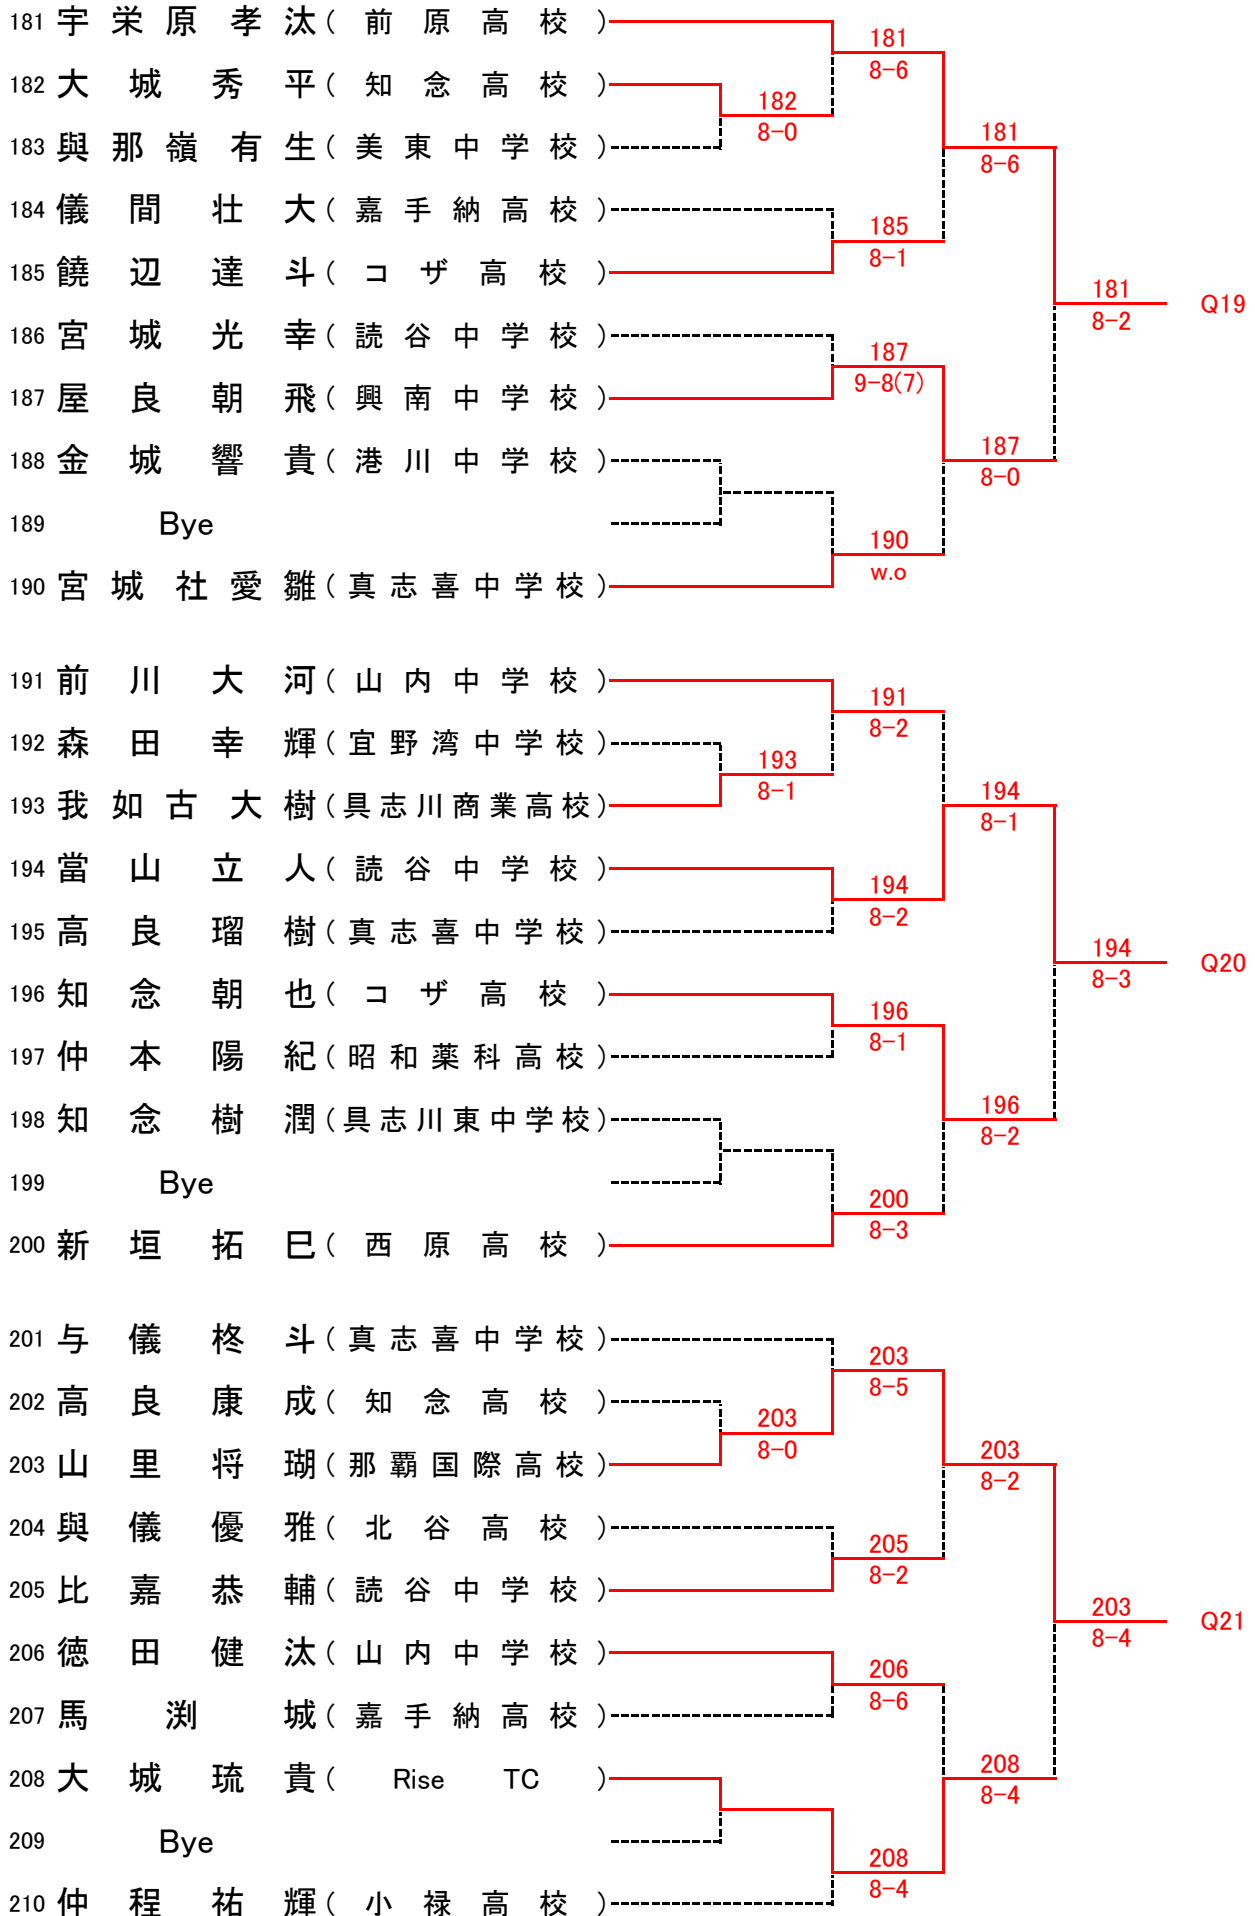 181 宇栄原孝汰(前原高校)
181
8-6
182 大城秀平(知念高校)
182
8-0
183 與那嶺有生(美東中学校)
181
8-6
184 儀間壮大(嘉手納高校)
185
8-1
185 饒辺達斗(コザ高校)
181
8-2
Q19
186 宮城光幸(読谷中学校)
187
9-8(7)
187 屋良朝飛(興南中学校)
187
8-0
188 金城響貴(港川中学校)
189 Bye
190
w.o
190 宮城社愛雛(真志喜中学校)
191 前川大河(山内中学校)
191
8-2
192 森田幸輝(宜野湾中学校)
193
8-1
193 我如古大樹(具志川商業高校)
194
8-1
194 當山立人(読谷中学校)
194
8-2
195 高良瑠樹(真志喜中学校)
194
8-3
Q20
196 知念朝也(コザ高校)
196
8-1
197 仲本陽紀(昭和薬科高校)
196
8-2
198 知念樹潤(具志川東中学校)
199 Bye
200
8-3
200 新垣拓巳(西原高校)
201 与儀柊斗(真志喜中学校)
203
8-5
202 高良康成(知念高校)
203
8-0
203 山里将瑚(那覇国際高校)
203
8-2
204 與儀優雅(北谷高校)
205
8-2
205 比嘉恭輔(読谷中学校)
203
8-4
Q21
206 徳田健汰(山内中学校)
206
8-6
207 馬渕城(嘉手納高校)
208
8-4
208 大城琉貴(Rise TC)
209 Bye
208
8-4
210 仲程祐輝(小禄高校)